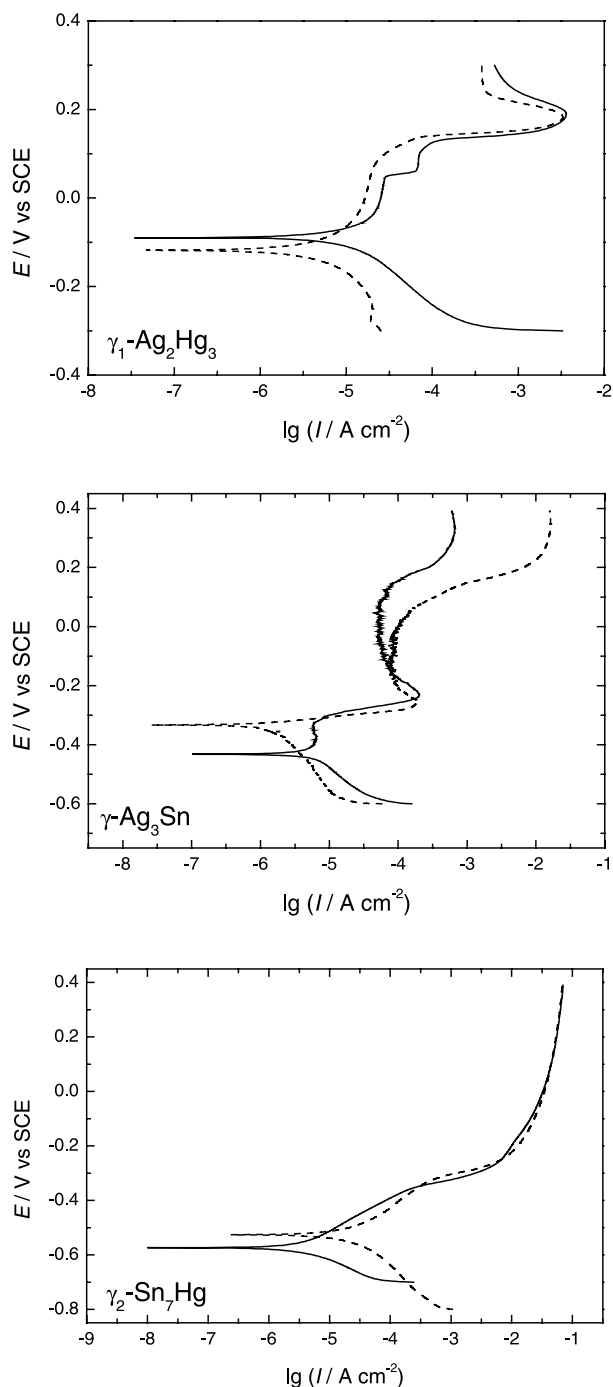 0.4
0.2
0.0
-0.2
-0.4
E / V vs SCE
γ₁-Ag₂Hg₃
-8 -7 -6 -5 -4 -3 -2
lg (I / A cm⁻²)
0.4
0.2
0.0
-0.2
-0.4
-0.6
E / V vs SCE
γ-Ag₃Sn
-8 -7 -6 -5 -4 -3 -2 -1
lg (I / A cm⁻²)
0.4
0.2
0.0
-0.2
-0.4
-0.6
-0.8
E / V vs SCE
γ₂-Sn₇Hg
-9 -8 -7 -6 -5 -4 -3 -2 -1
lg (I / A cm⁻²)